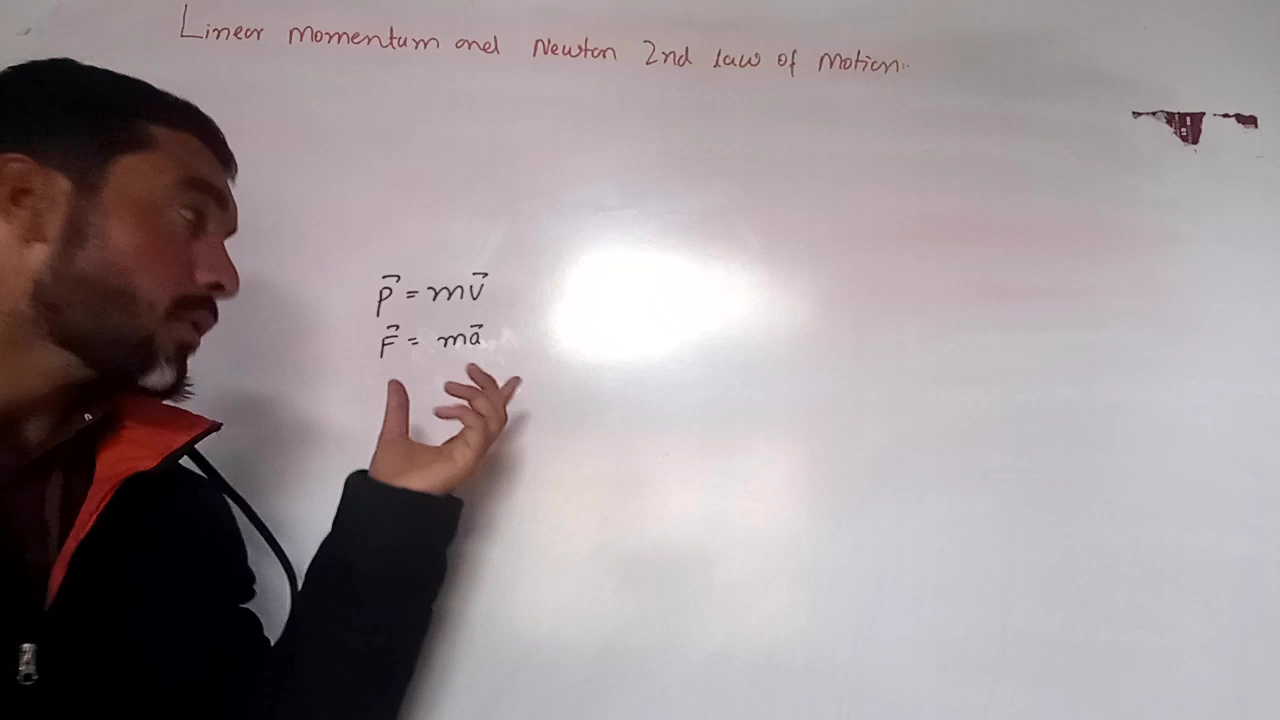 Linear Momentum and Newton 2nd law of Motion:
p⃗ = mv⃗
F⃗ = ma⃗